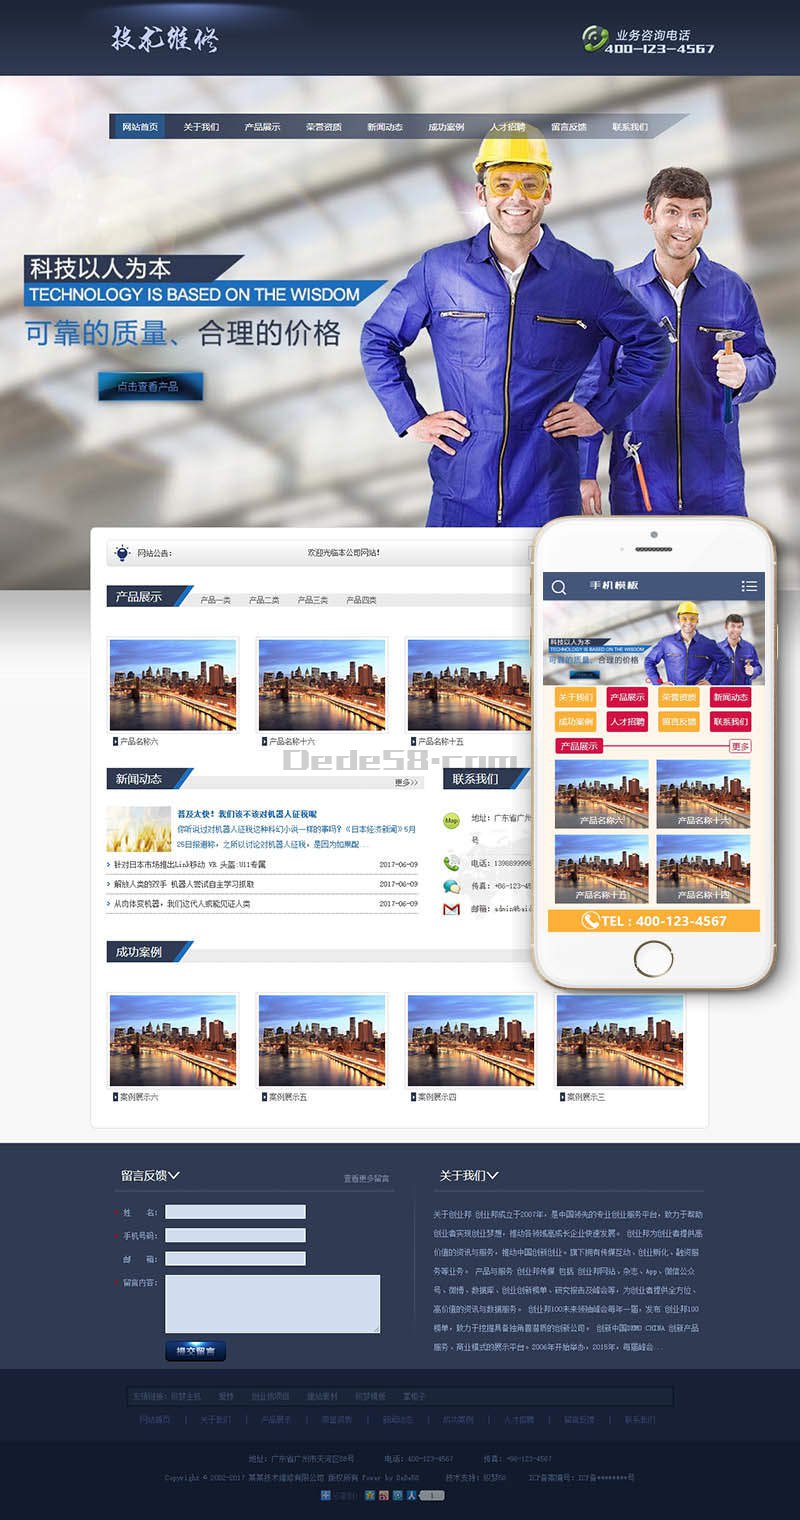 技术维修
业务咨询电话
400-123-4567
网站首页 关于我们 产品展示 荣誉资质 新闻动态 成功案例 人才招聘 留言反馈 联系我们
科技以人为本
TECHNOLOGY IS BASED ON THE WISDOM
可靠的质量、合理的价格
点击查看产品
网站公告: 欢迎光临本公司网站!
产品展示 产品一类 产品二类 产品三类 产品四类
产品名称六 产品名称十六 产品名称十五
Dede58.com
新闻动态 更多>>
普及太快! 我们该不该对机器人征税呢
你听说过对机器人征税这种科幻小说一样的事吗? 《日本经济新闻》5月
25日报道称, 之所以讨论对机器人征税, 是因为如果配...
针对日本市场推出Link移动 VR 头盔:U11专属 2017-06-09
解放人类的双手 机器人尝试自主学习抓取 2017-06-09
从肉体变机器, 我们这代人或能见证人类 2017-06-09
联系我们
Map
地址: 广东省广州
号
电话: 1398899998
传真: +86-123-45
邮箱: admin@bai
成功案例
案例展示六 案例展示五 案例展示四 案例展示三
手机模板
科技以人为本
TECHNOLOGY IS BASED ON THE WISDOM
可靠的质量、合理的价格
关于我们 产品展示 荣誉资质 新闻动态
成功案例 人才招聘 留言反馈 联系我们
产品展示 更多
产品名称六 产品名称十六
产品名称十五 产品名称十四
TEL : 400-123-4567
留言反馈 查看更多留言
* 姓 名:
* 手机号码:
邮 箱:
* 留言内容:
提交留言
关于我们
关于创业邦 创业邦成立于2007年, 是中国领先的专业创业服务平台, 致力于帮助
创业者实现创业梦想, 推动各领域高成长企业快速发展。 创业邦为创业者提供高
价值的资讯与服务, 推动中国创新创业。旗下拥有传媒互动、创业孵化、融资服
务等业务。 产品与服务 创业邦传媒 包括 创业邦网站、杂志、App、微信公众
号、微博、数据库、创业创新榜单、研究报告及峰会等, 为创业者提供全方位、
高价值的资讯与数据服务。 创业邦100未来领袖峰会每年一届, 发布 创业邦100
榜单, 致力于挖掘具备独角兽潜质的创新公司。 创新中国DEMO CHINA 创新产品
服务、商业模式的展示平台。2006年开始举办, 2015年, 每届峰会...
友情链接: 织梦主机 爱特 创业找项目 建站素材 织梦模板
网站首页 | 关于我们 | 产品展示 | 荣誉资质 | 新闻动态 | 成功案例 | 人才招聘 | 留言反馈 | 联系我们
地址: 广东省广州市天河区88号 电话: 400-123-4567 传真: +86-123-4567
Copyright © 2002-2017 某某技术维修有限公司 版权所有 Power by DeDe58 技术支持: 织梦58 ICP备案编号: ICP备********号
分享到: 1